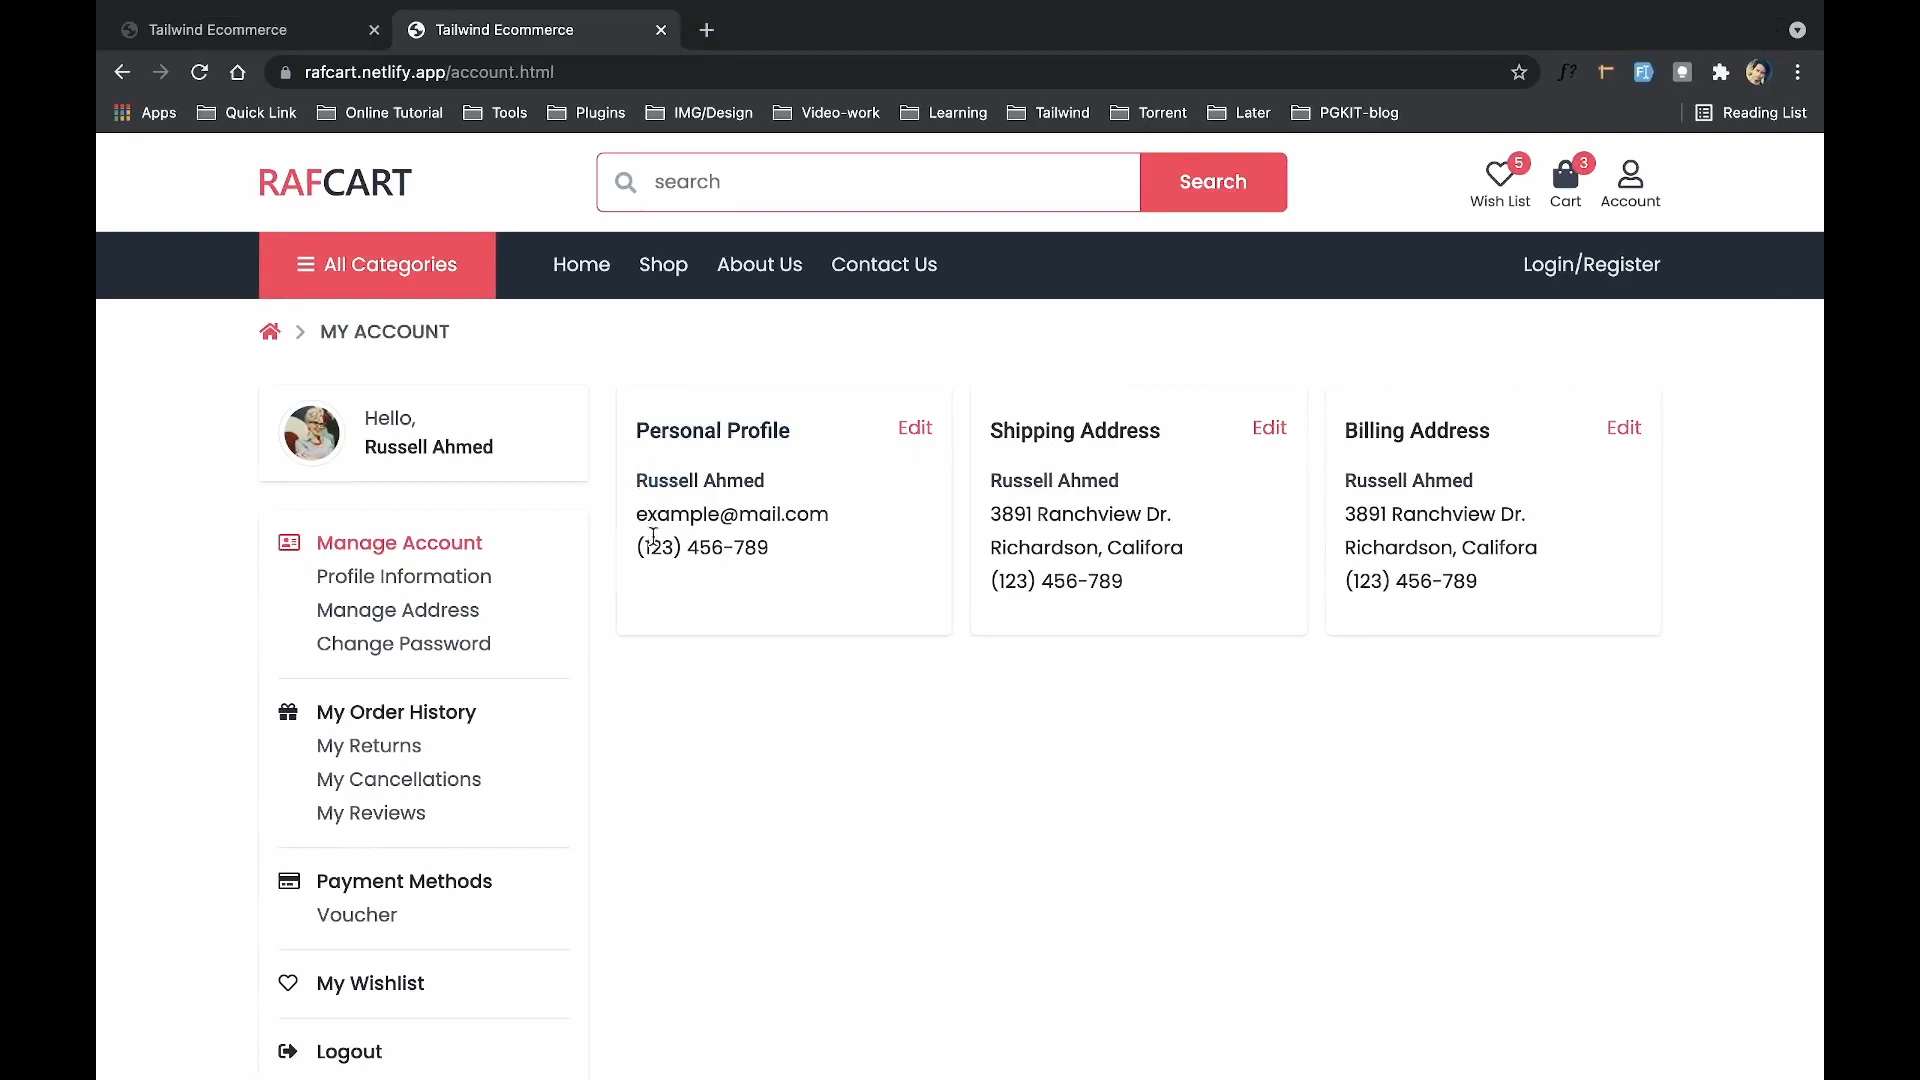 Tailwind Ecommerce
Tailwind Ecommerce
rafcart.netlify.app/account.html
f?
Apps
Quick Link
Online Tutorial
Tools
Plugins
IMG/Design
Video-work
Learning
Tailwind
Torrent
Later
PGKIT-blog
Reading List
RAFCART
search
Search
5
Wish List
3
Cart
Account
All Categories
Home
Shop
About Us
Contact Us
Login/Register
MY ACCOUNT
Hello,
Russell Ahmed
Manage Account
Profile Information
Manage Address
Change Password
My Order History
My Returns
My Cancellations
My Reviews
Payment Methods
Voucher
My Wishlist
Logout
Personal Profile
Edit
Russell Ahmed
example@mail.com
(123) 456-789
Shipping Address
Edit
Russell Ahmed
3891 Ranchview Dr.
Richardson, Califora
(123) 456-789
Billing Address
Edit
Russell Ahmed
3891 Ranchview Dr.
Richardson, Califora
(123) 456-789